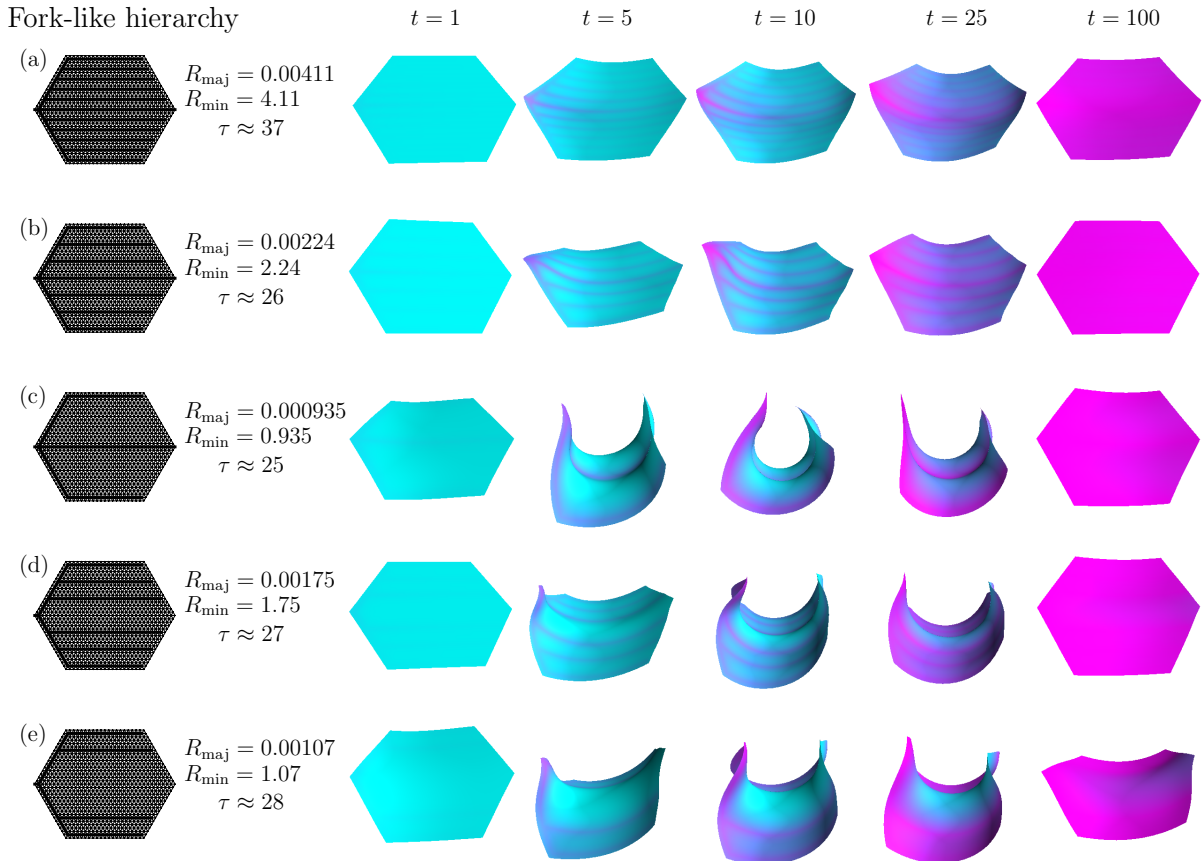 Fork-like hierarchy
t = 1
t = 5
t = 10
t = 25
t = 100
(a)
R_maj = 0.00411
R_min = 4.11
τ ≈ 37
(b)
R_maj = 0.00224
R_min = 2.24
τ ≈ 26
(c)
R_maj = 0.000935
R_min = 0.935
τ ≈ 25
(d)
R_maj = 0.00175
R_min = 1.75
τ ≈ 27
(e)
R_maj = 0.00107
R_min = 1.07
τ ≈ 28